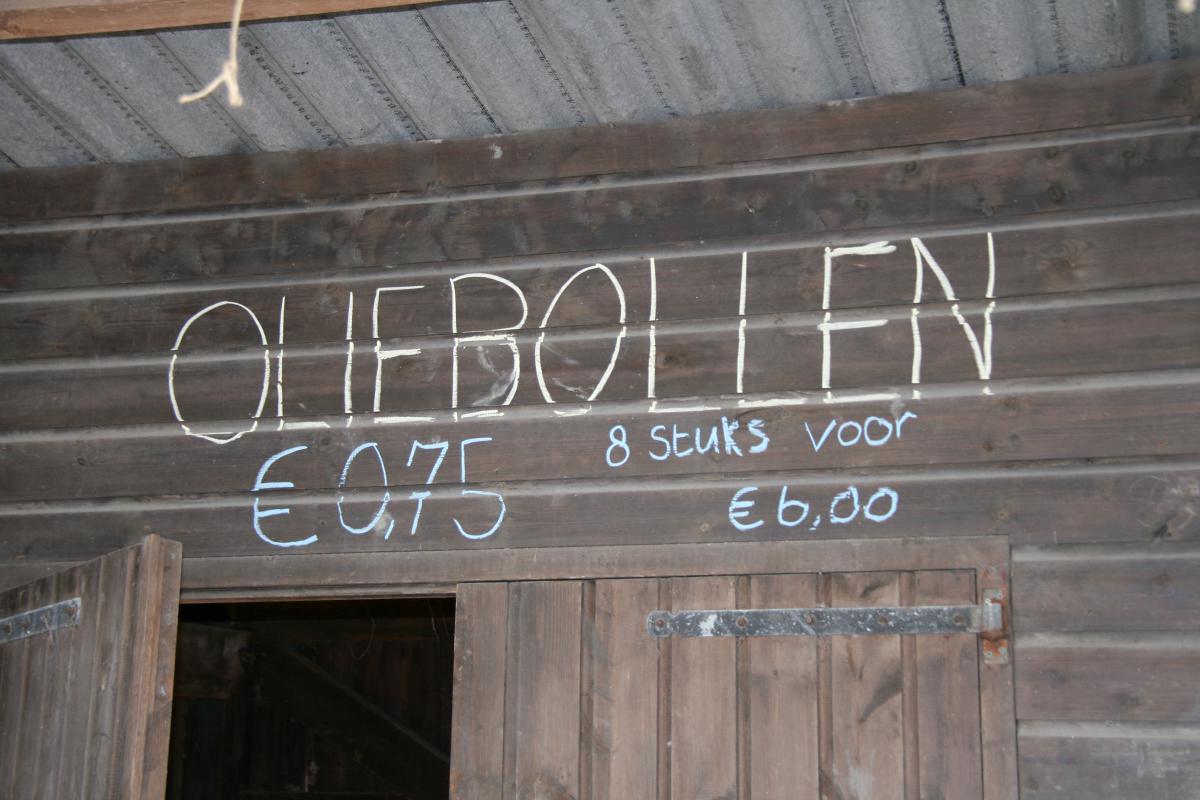 OLIEBOLLEN
€ 0,75
8 stuks voor
€ 6,00